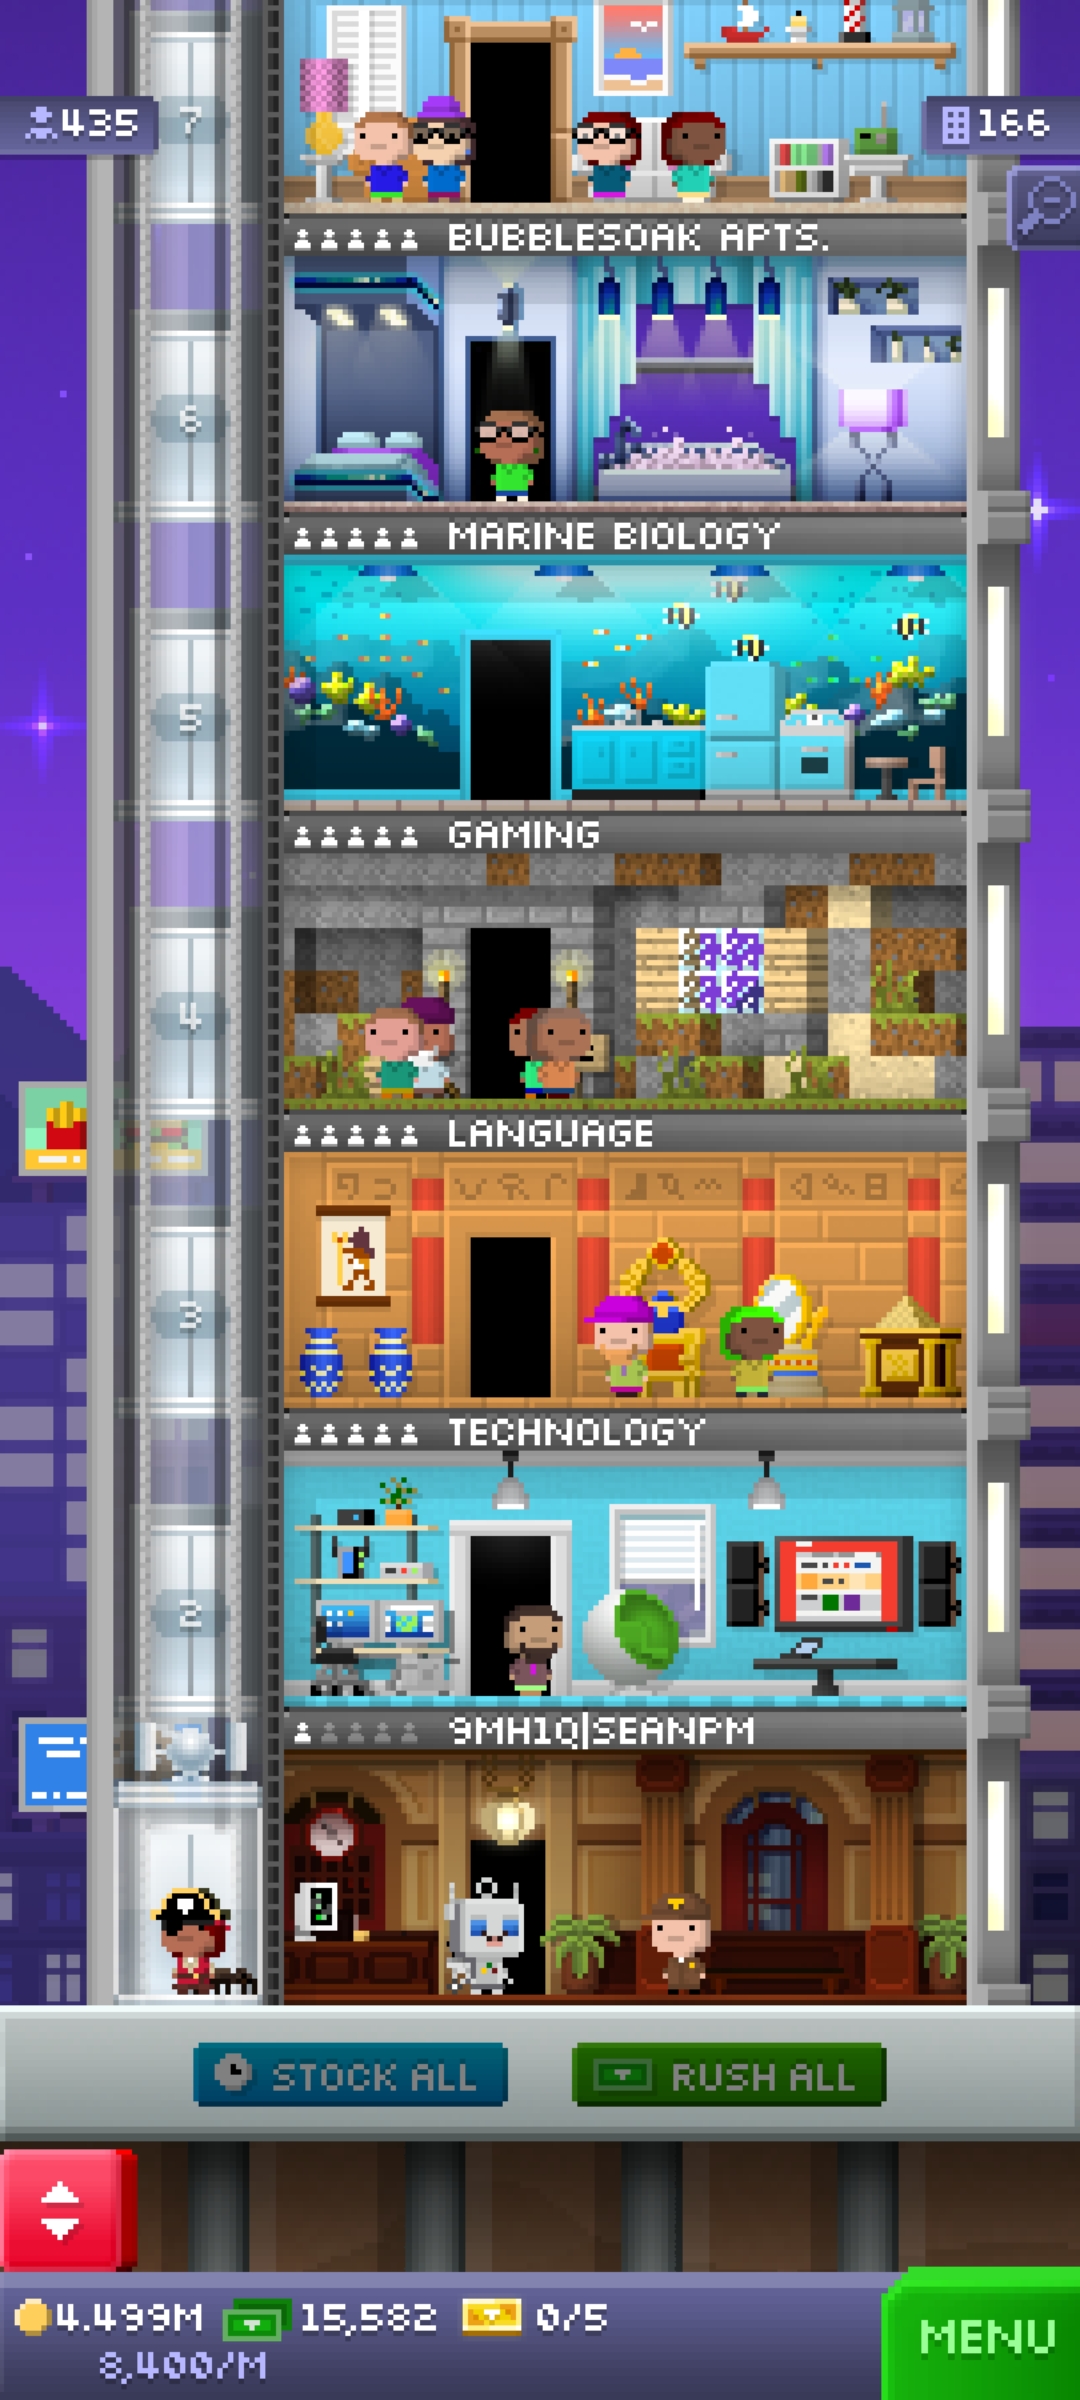 7
435
166
BUBBLESOAK APTS.
6
MARINE BIOLOGY
5
GAMING
4
LANGUAGE
3
TECHNOLOGY
2
9MH1Q|SEANPM
STOCK ALL
RUSH ALL
4.499M
15,582
0/5
8,400/M
MENU